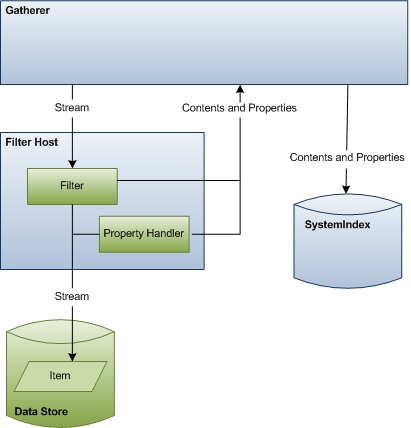 Gatherer
Stream
Contents and Properties
Filter Host
Contents and Properties
Filter
SystemIndex
Property Handler
Stream
Item
Data Store